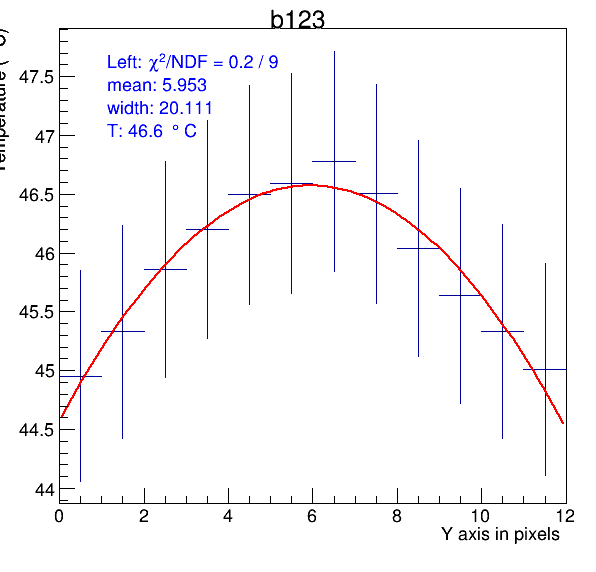 b123
Temperature (°C)
Left: χ²/NDF = 0.2 / 9
mean: 5.953
width: 20.111
T: 46.6 ° C
47.5
47
46.5
46
45.5
45
44.5
44
0 2 4 6 8 10 12
Y axis in pixels